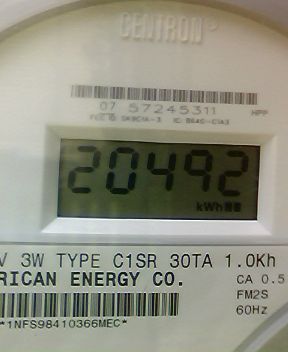 CENTRON®
07 57245311 HPP
20492
kWh
V 3W TYPE C1SR 30TA 1.0Kh
RICAN ENERGY CO. CA 0.5
FM2S
*1NFS98410366MEC* 60Hz